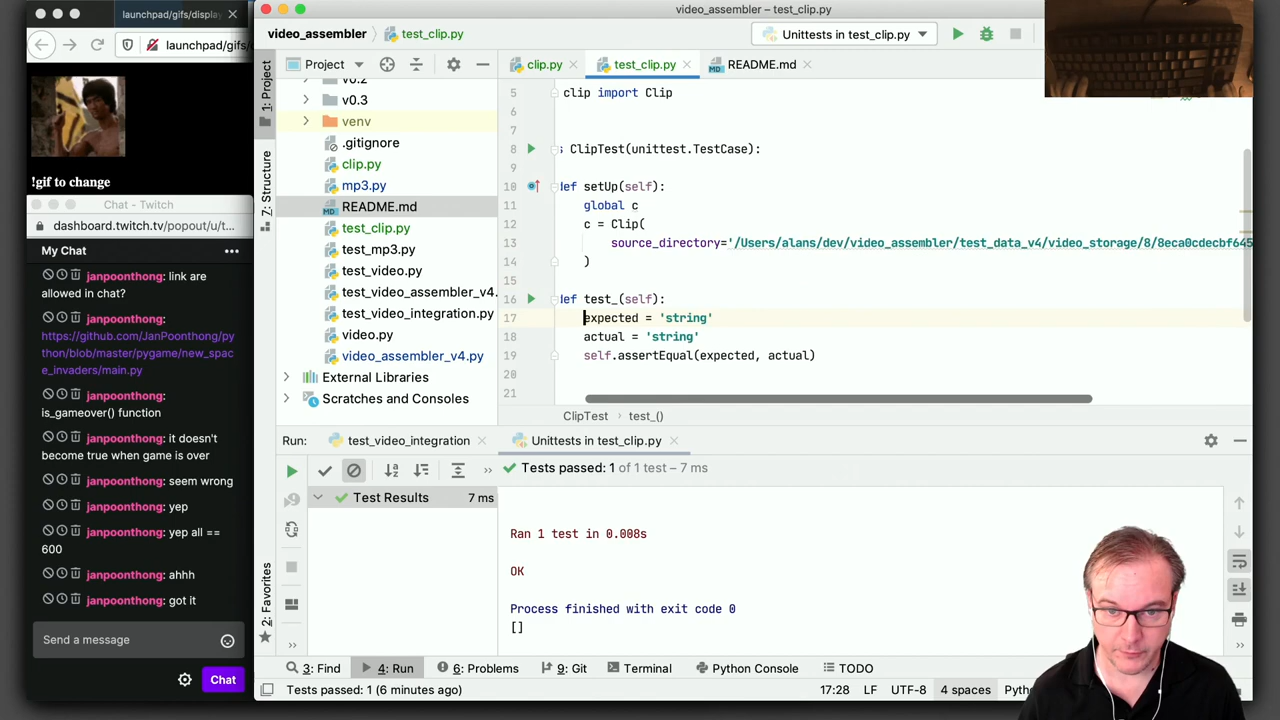 launchpad/gifs/display
launchpad/gifs/
!gif to change
Chat - Twitch
dashboard.twitch.tv/popout/u/t...
My Chat
janpoonthong: link are
allowed in chat?
janpoonthong:
https://github.com/JanPoonthong/py
thon/blob/master/pygame/new_spac
e_invaders/main.py
janpoonthong:
is_gameover() function
janpoonthong: it doesn't
become true when game is over
janpoonthong: seem wrong
janpoonthong: yep
janpoonthong: yep all ==
600
janpoonthong: ahhh
janpoonthong: got it
Send a message
Chat
video_assembler – test_clip.py
video_assembler
test_clip.py
Unittests in test_clip.py
1: Project
7: Structure
2: Favorites
Project
v0.2
v0.3
venv
.gitignore
clip.py
mp3.py
README.md
test_clip.py
test_mp3.py
test_video.py
test_video_assembler_v4.
test_video_integration.py
video.py
video_assembler_v4.py
External Libraries
Scratches and Consoles
clip.py
test_clip.py
README.md
5 clip import Clip
6
7
8 s ClipTest(unittest.TestCase):
9
10 def setUp(self):
11 global c
12 c = Clip(
13 source_directory='/Users/alans/dev/video_assembler/test_data_v4/video_storage/8/8eca0cdecbf645
14 )
15
16 def test_(self):
17 expected = 'string'
18 actual = 'string'
19 self.assertEqual(expected, actual)
20
21
ClipTest
test_()
Run:
test_video_integration
Unittests in test_clip.py
Tests passed: 1 of 1 test – 7 ms
Test Results
7 ms
Ran 1 test in 0.008s
OK
Process finished with exit code 0
[]
3: Find
4: Run
6: Problems
9: Git
Terminal
Python Console
TODO
Tests passed: 1 (6 minutes ago)
17:28
LF
UTF-8
4 spaces